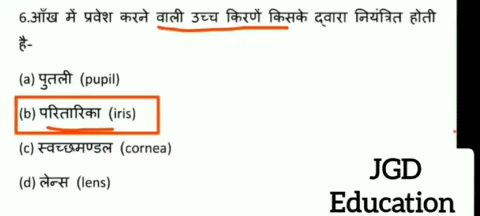 6.आँख में प्रवेश करने वाली उच्च किरणें किसके द्वारा नियंत्रित होती
है-
(a) पुतली (pupil)
(b) परितारिका (iris)
(c) स्वच्छमण्डल (cornea)
(d) लेन्स (lens)
JGD
Education